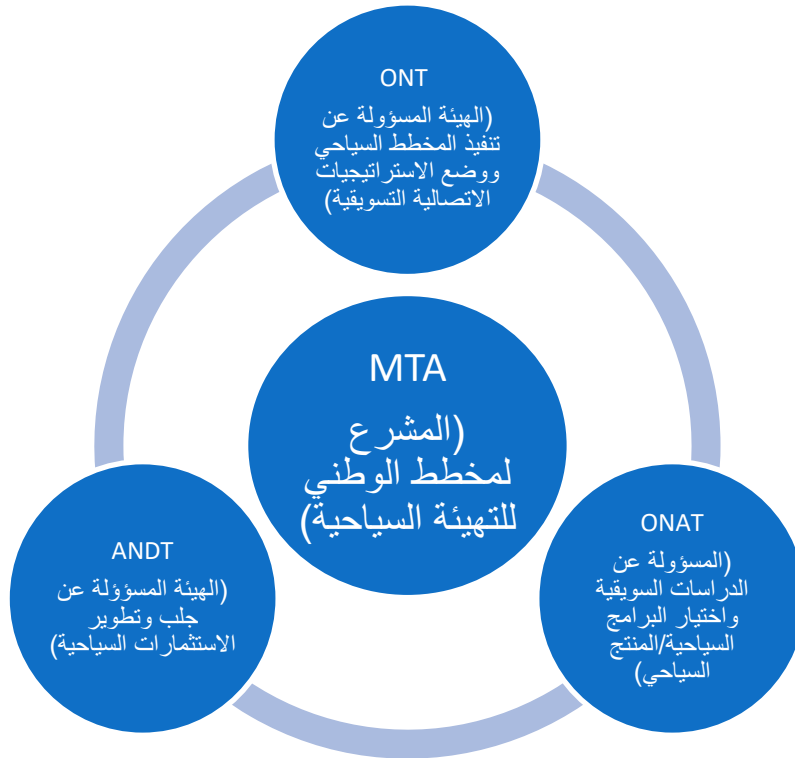 ONT
(الهيئة المسؤولة عن
تنفيذ المخطط السياحي
ووضع الاستراتيجيات
الاتصالية التسويقية)
MTA
(المشرع
لمخطط الوطني
للتهيئة السياحية)
ONAT
(المسؤولة عن
الدراسات السويقية
واختيار البرامج
السياحية/المنتج
السياحي)
ANDT
(الهيئة المسؤؤلة عن
جلب وتطوير
الاستثمارات السياحية)